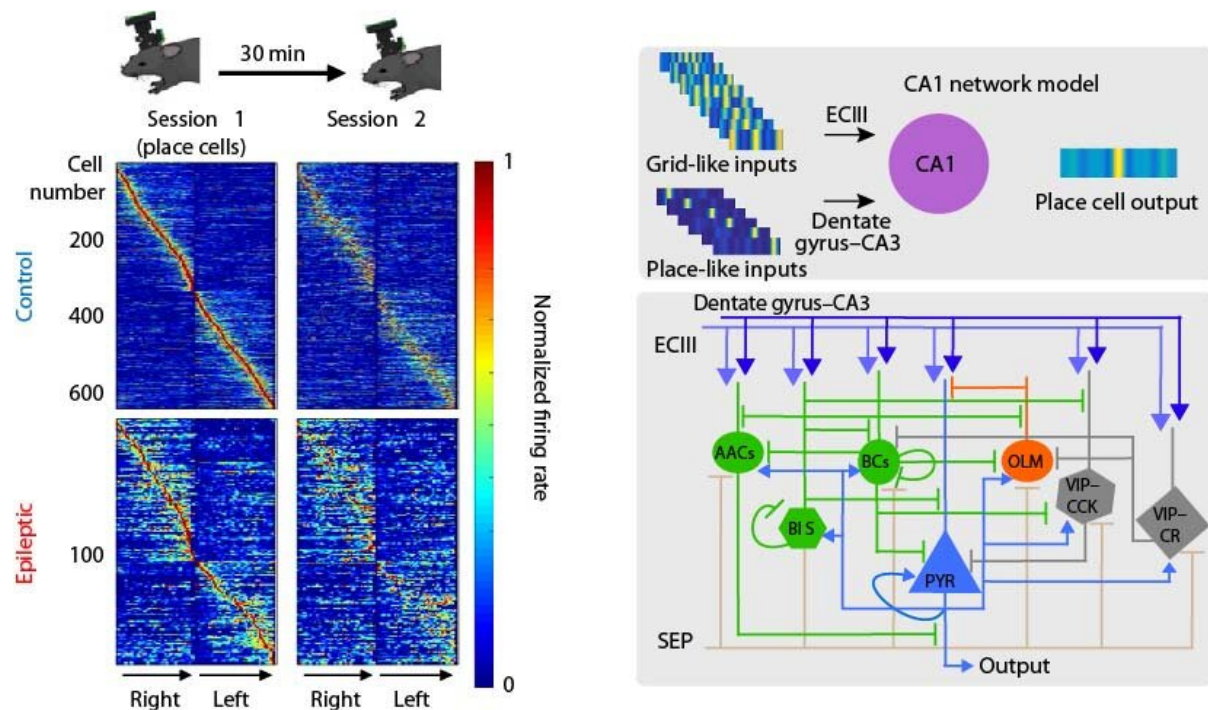 30 min
Session 1
(place cells)
Session 2
Cell
number
200
400
600
100
Control
Epileptic
Right
Left
Right
Left
1
0
Normalized firing rate
CA1 network model
ECIII
Grid-like inputs
CA1
Dentate
gyrus–CA3
Place-like inputs
Place cell output
Dentate gyrus–CA3
ECIII
AACs
BCs
OLM
VIP–
CCK
VIP–
CR
BI S
PYR
SEP
Output